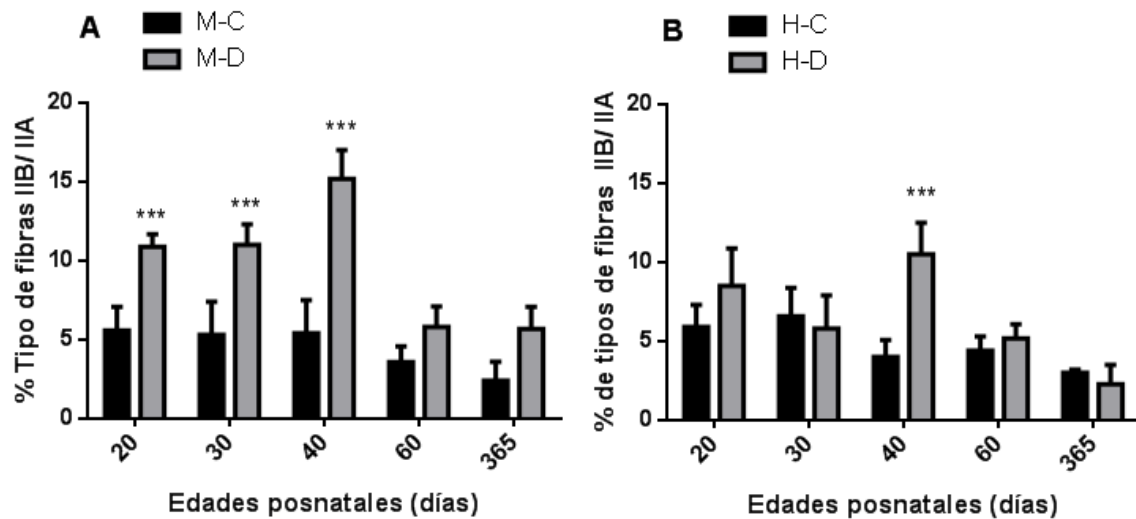 A
M-C
M-D
% Tipo de fibras IIB/ IIA
20
15
10
5
0
***
***
***
20
30
40
60
365
Edades posnatales (días)
B
H-C
H-D
% de tipos de fibras IIB/ IIA
20
15
10
5
0
***
20
30
40
60
365
Edades posnatales (días)